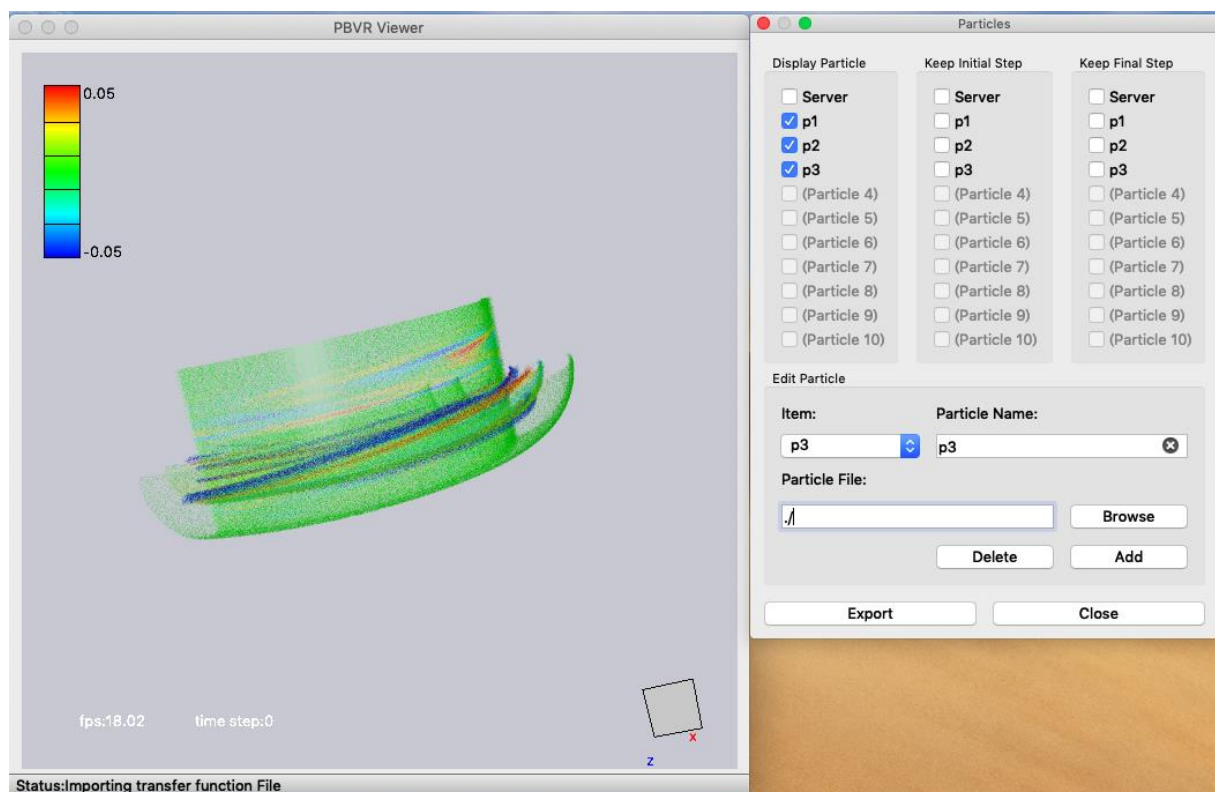 PBVR Viewer
0.05
-0.05
fps:18.02 time step:0
x
z
Status:Importing transfer function File
Particles
Display Particle Keep Initial Step Keep Final Step
Server Server Server
p1 p1 p1
p2 p2 p2
p3 p3 p3
(Particle 4) (Particle 4) (Particle 4)
(Particle 5) (Particle 5) (Particle 5)
(Particle 6) (Particle 6) (Particle 6)
(Particle 7) (Particle 7) (Particle 7)
(Particle 8) (Particle 8) (Particle 8)
(Particle 9) (Particle 9) (Particle 9)
(Particle 10) (Particle 10) (Particle 10)
Edit Particle
Item: Particle Name:
p3 p3
Particle File:
./ Browse
Delete Add
Export Close